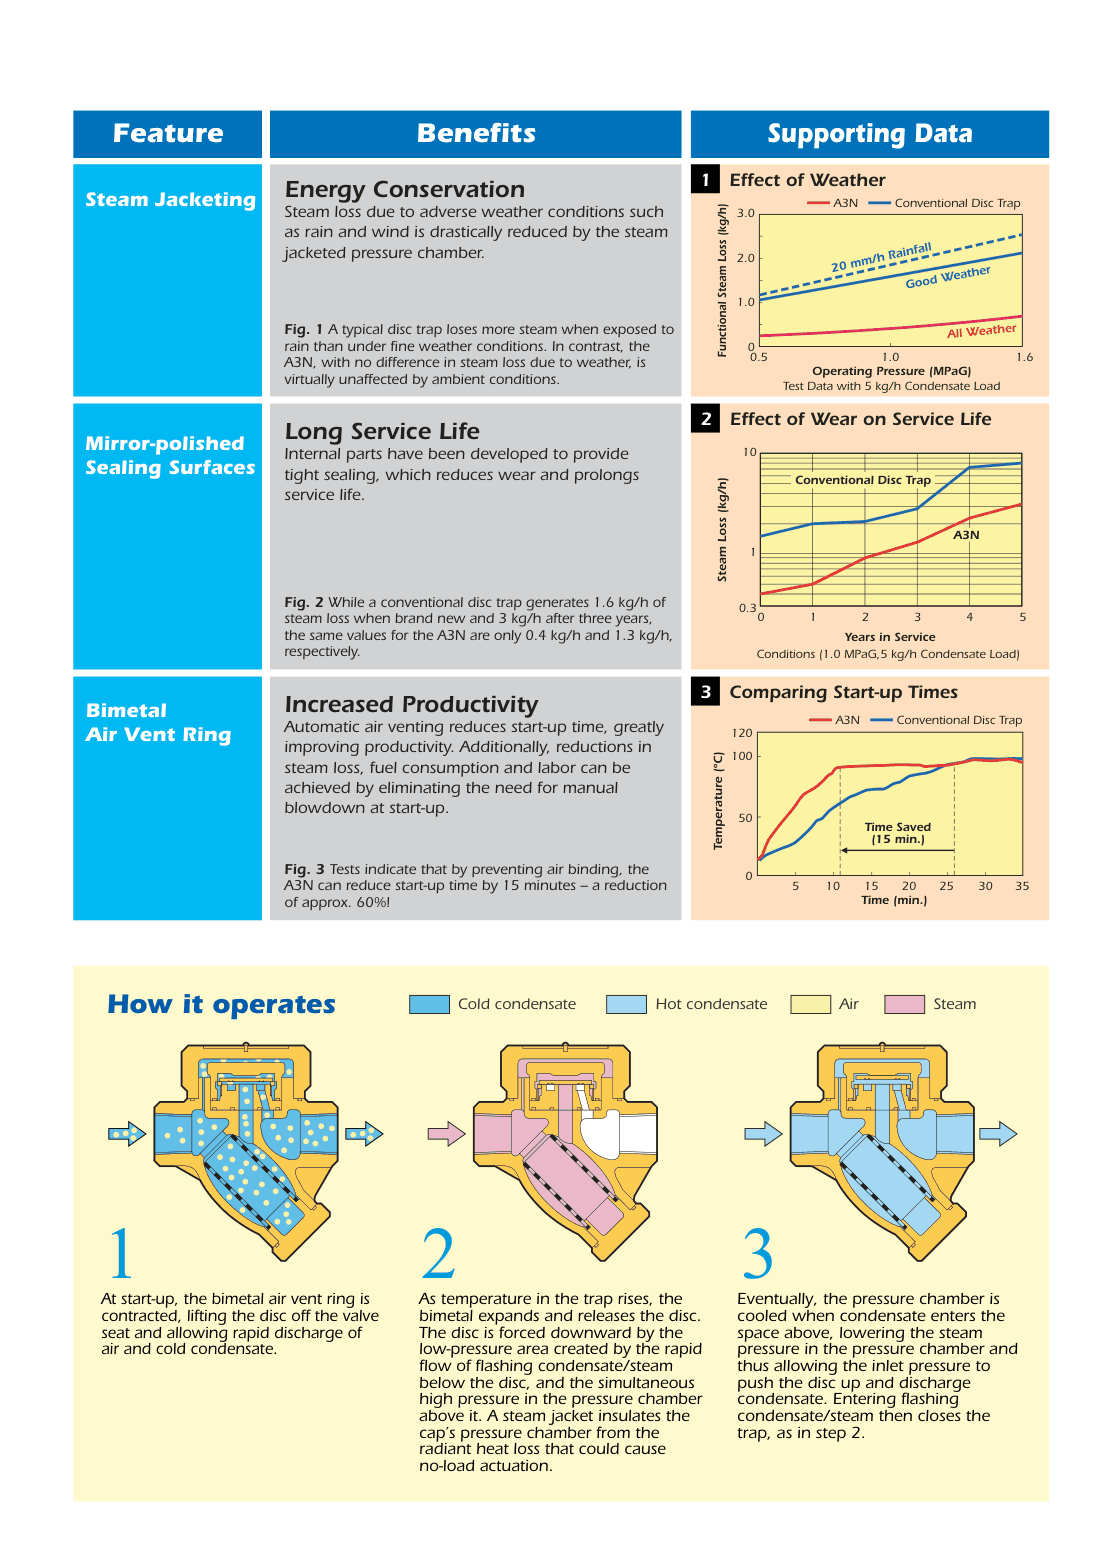 Feature
Benefits
Supporting Data
Steam Jacketing
Energy Conservation
Steam loss due to adverse weather conditions such
as rain and wind is drastically reduced by the steam
jacketed pressure chamber.
Fig. 1 A typical disc trap loses more steam when exposed to
rain than under fine weather conditions. In contrast, the
A3N, with no difference in steam loss due to weather, is
virtually unaffected by ambient conditions.
1 Effect of Weather
A3N Conventional Disc Trap
Functional Steam Loss (kg/h)
3.0
2.0
1.0
0
20 mm/h Rainfall
Good Weather
All Weather
0.5 1.0 1.6
Operating Pressure (MPaG)
Test Data with 5 kg/h Condensate Load
Mirror-polished
Sealing Surfaces
Long Service Life
Internal parts have been developed to provide
tight sealing, which reduces wear and prolongs
service life.
Fig. 2 While a conventional disc trap generates 1.6 kg/h of
steam loss when brand new and 3 kg/h after three years,
the same values for the A3N are only 0.4 kg/h and 1.3 kg/h,
respectively.
2 Effect of Wear on Service Life
Steam Loss (kg/h)
10
1
0.3
Conventional Disc Trap
A3N
0 1 2 3 4 5
Years in Service
Conditions (1.0 MPaG,5 kg/h Condensate Load)
Bimetal
Air Vent Ring
Increased Productivity
Automatic air venting reduces start-up time, greatly
improving productivity. Additionally, reductions in
steam loss, fuel consumption and labor can be
achieved by eliminating the need for manual
blowdown at start-up.
Fig. 3 Tests indicate that by preventing air binding, the
A3N can reduce start-up time by 15 minutes – a reduction
of approx. 60%!
3 Comparing Start-up Times
A3N Conventional Disc Trap
Temperature (°C)
120
100
50
0
Time Saved
(15 min.)
5 10 15 20 25 30 35
Time (min.)
How it operates
Cold condensate Hot condensate Air Steam
1
At start-up, the bimetal air vent ring is
contracted, lifting the disc off the valve
seat and allowing rapid discharge of
air and cold condensate.
2
As temperature in the trap rises, the
bimetal expands and releases the disc.
The disc is forced downward by the
low-pressure area created by the rapid
flow of flashing condensate/steam
below the disc, and the simultaneous
high pressure in the pressure chamber
above it. A steam jacket insulates the
cap's pressure chamber from the
radiant heat loss that could cause
no-load actuation.
3
Eventually, the pressure chamber is
cooled when condensate enters the
space above, lowering the steam
pressure in the pressure chamber and
thus allowing the inlet pressure to
push the disc up and discharge
condensate. Entering flashing
condensate/steam then closes the
trap, as in step 2.